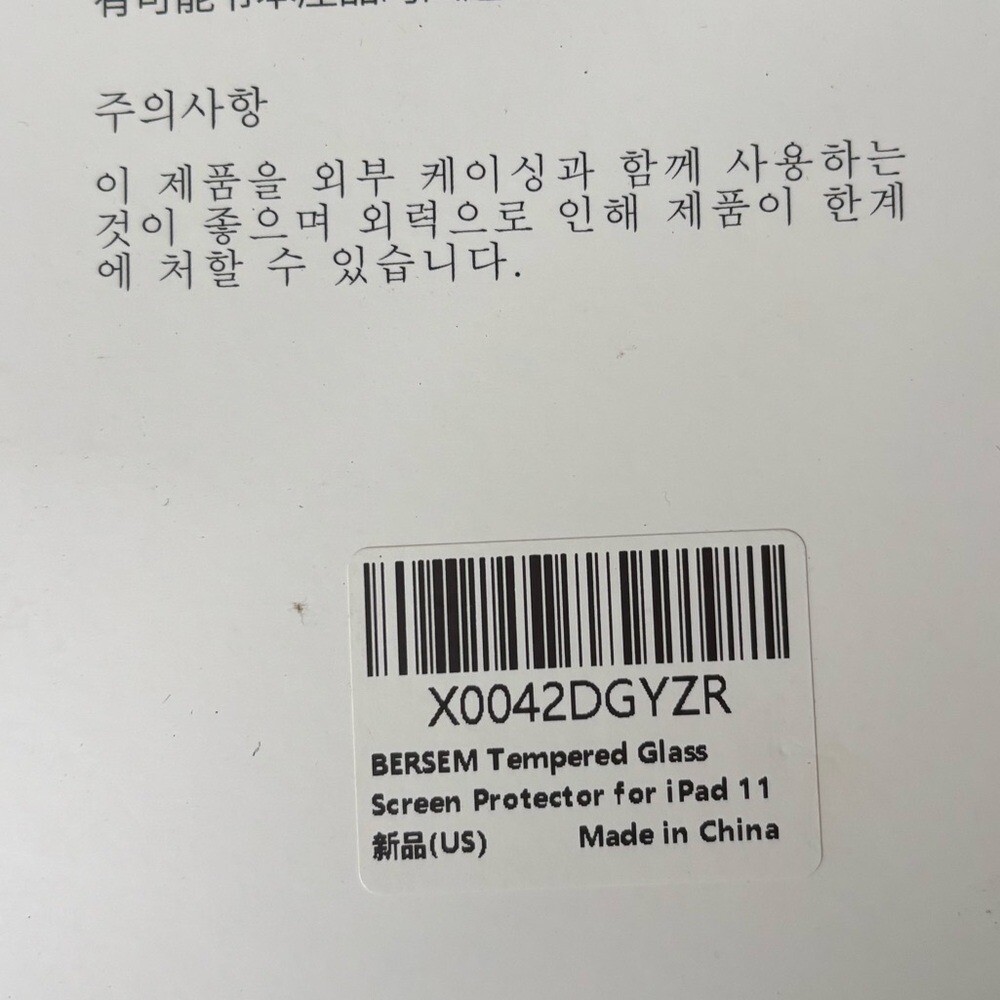 주의사항
이 제품을 외부 케이싱과 함께 사용하는
것이 좋으며 외력으로 인해 제품이 한계
에 처할 수 있습니다.
X0042DGYZR
BERSEM Tempered Glass
Screen Protector for iPad 11
新品(US) Made in China